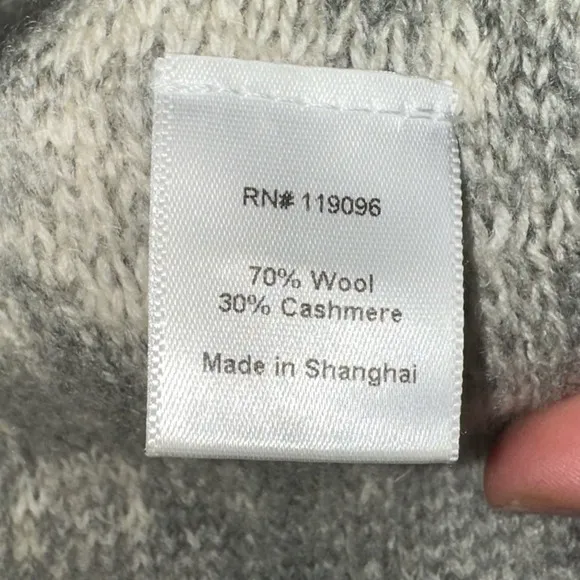 RN# 119096
70% Wool
30% Cashmere
Made in Shanghai